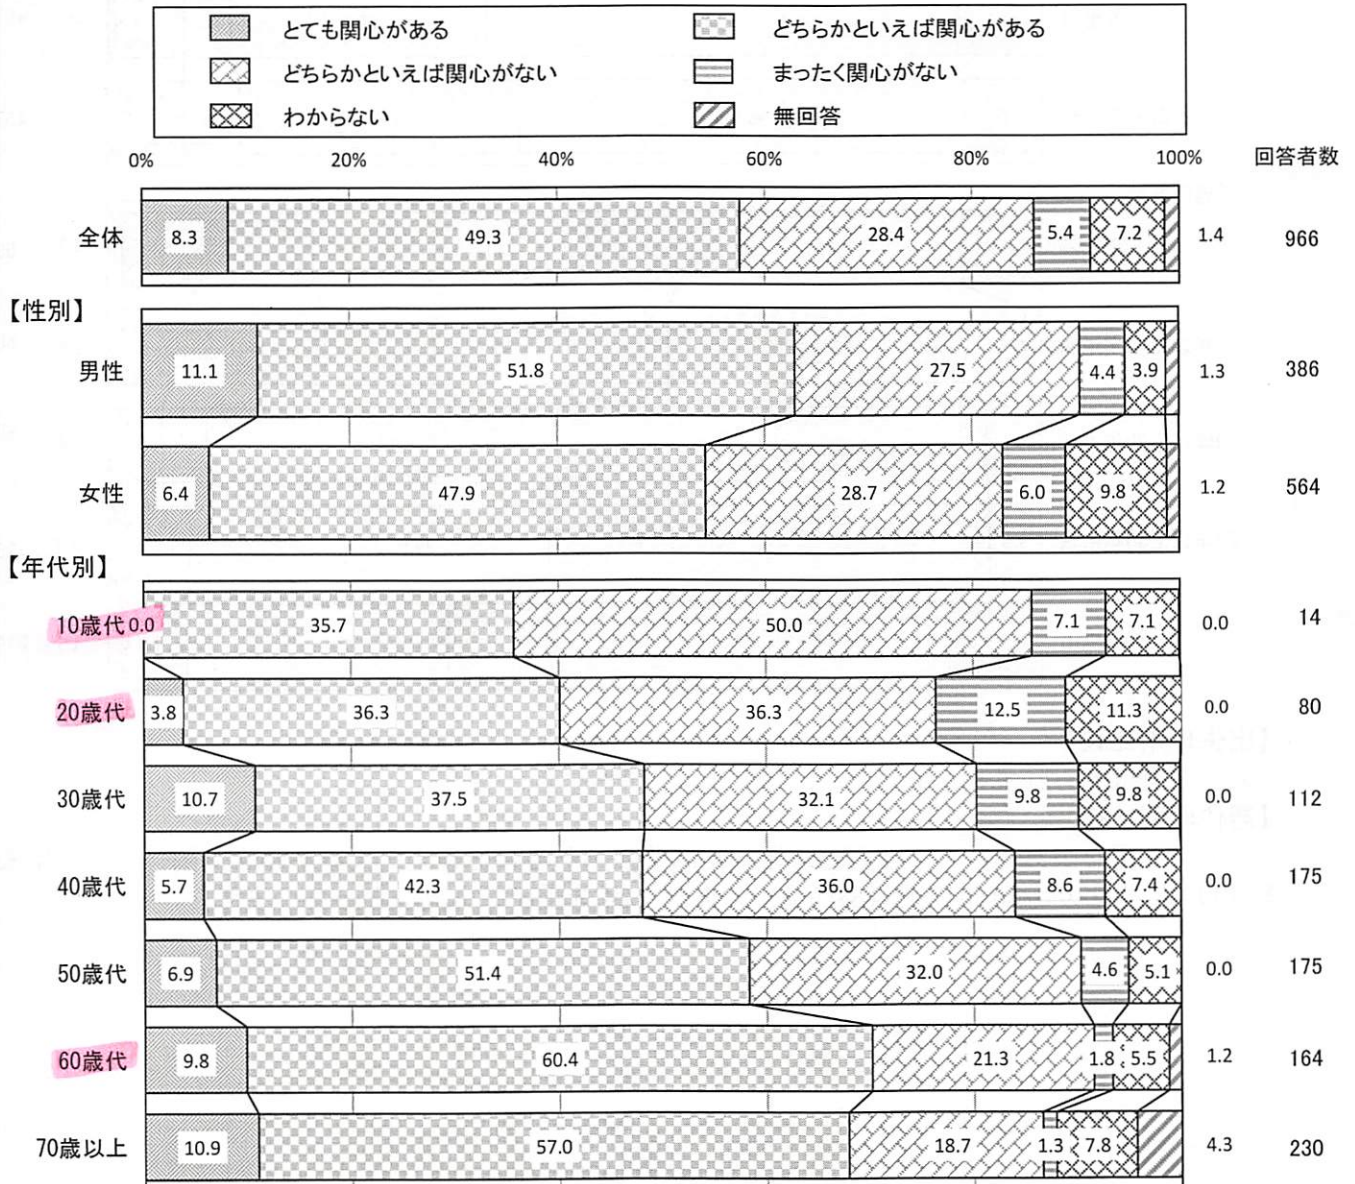 とても関心がある どちらかといえば関心がある
どちらかといえば関心がない まったく関心がない
わからない 無回答
0% 20% 40% 60% 80% 100% 回答者数
全体 8.3 49.3 28.4 5.4 7.2 1.4 966
【性別】
男性 11.1 51.8 27.5 4.4 3.9 1.3 386
女性 6.4 47.9 28.7 6.0 9.8 1.2 564
【年代別】
10歳代 0.0 35.7 50.0 7.1 7.1 0.0 14
20歳代 3.8 36.3 36.3 12.5 11.3 0.0 80
30歳代 10.7 37.5 32.1 9.8 9.8 0.0 112
40歳代 5.7 42.3 36.0 8.6 7.4 0.0 175
50歳代 6.9 51.4 32.0 4.6 5.1 0.0 175
60歳代 9.8 60.4 21.3 1.8 5.5 1.2 164
70歳以上 10.9 57.0 18.7 1.3 7.8 4.3 230